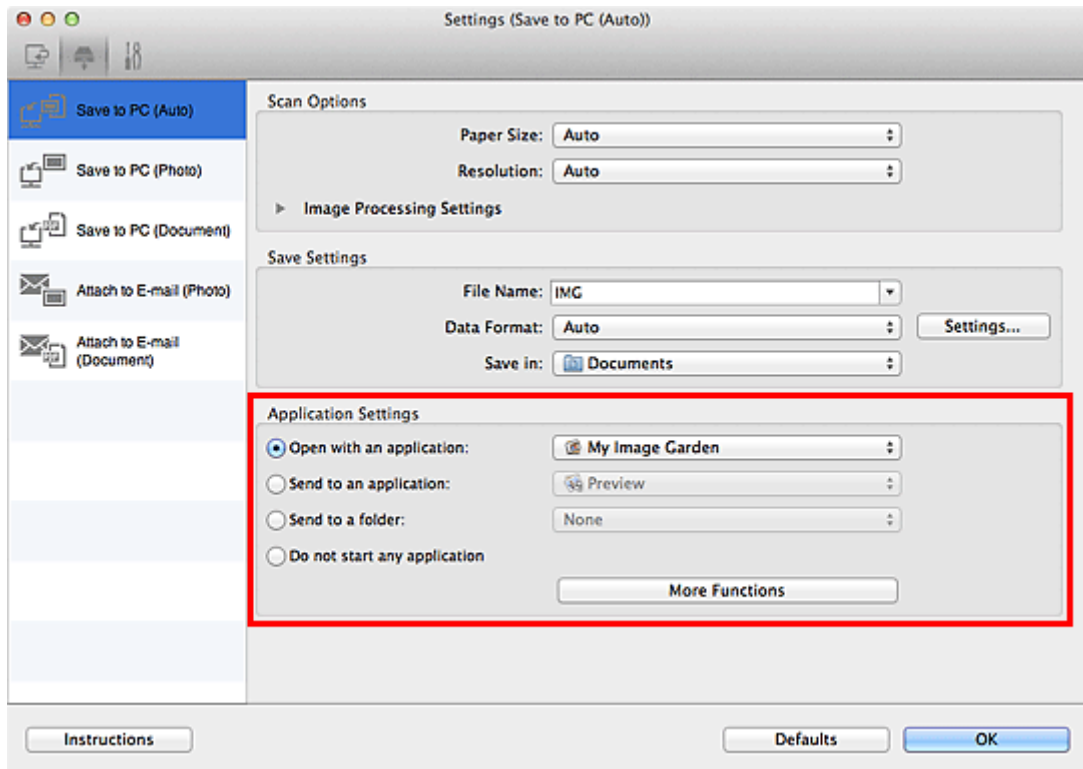 Settings (Save to PC (Auto))
Save to PC (Auto)
Save to PC (Photo)
Save to PC (Document)
Attach to E-mail (Photo)
Attach to E-mail
(Document)
Scan Options
Paper Size: Auto
Resolution: Auto
Image Processing Settings
Save Settings
File Name: IMG
Data Format: Auto Settings...
Save in: Documents
Application Settings
Open with an application: My Image Garden
Send to an application: Preview
Send to a folder: None
Do not start any application
More Functions
Instructions Defaults OK